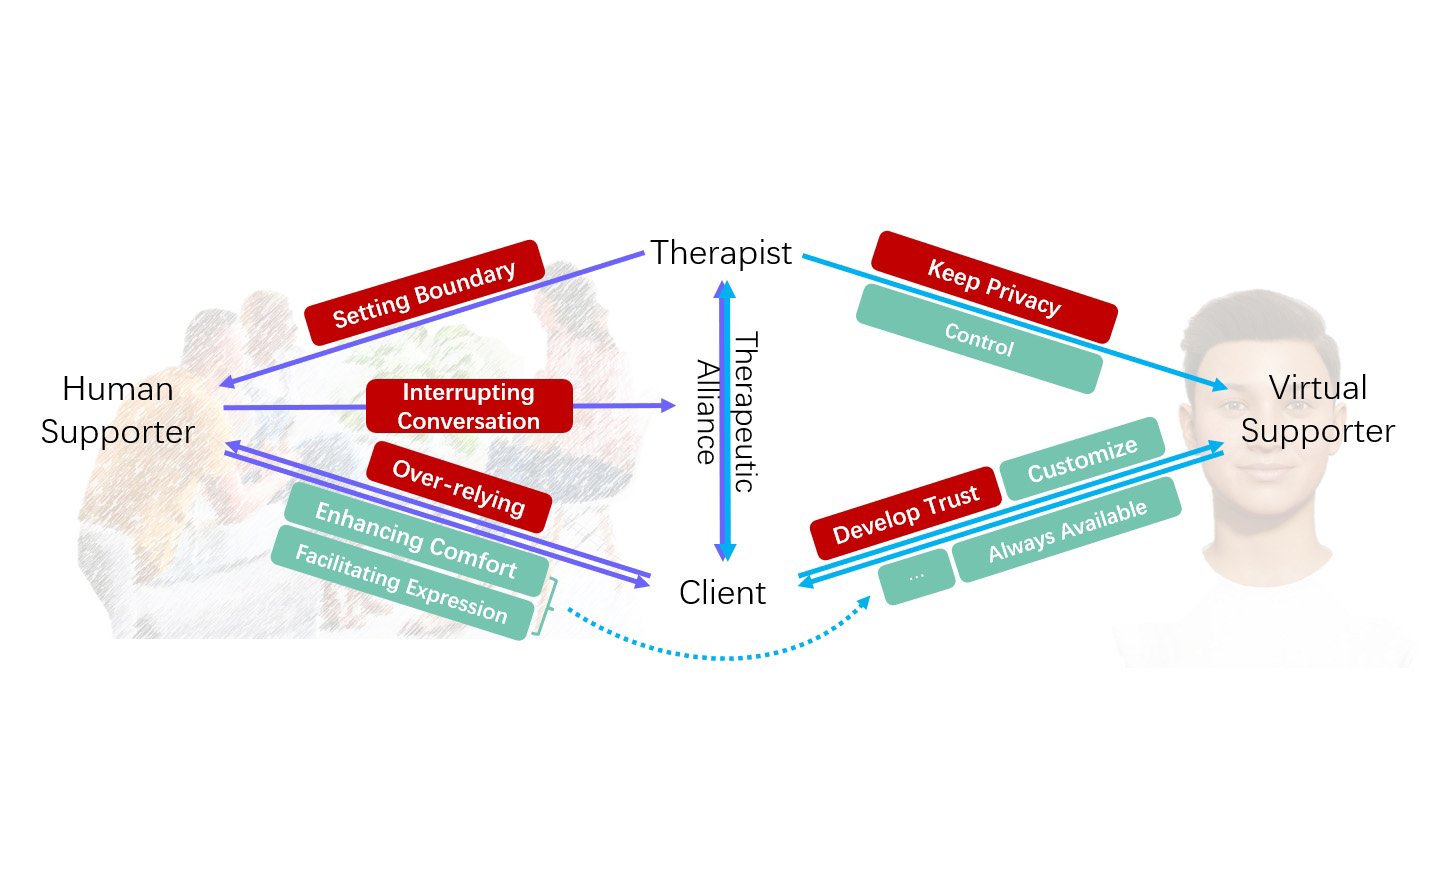 Therapist
Setting Boundary
Keep Privacy
Control
Human
Supporter
Interrupting
Conversation
Therapeutic
Alliance
Virtual
Supporter
Over-relying
Enhancing Comfort
Facilitating Expression
Develop Trust
Customize
...
Always Available
Client